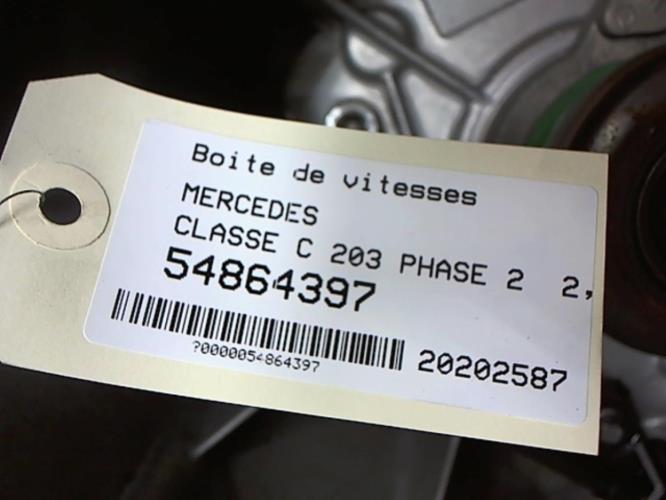 Boite de vitesses
MERCEDES
CLASSE C 203 PHASE 2 2,
54864397
?0000054864397
20202587